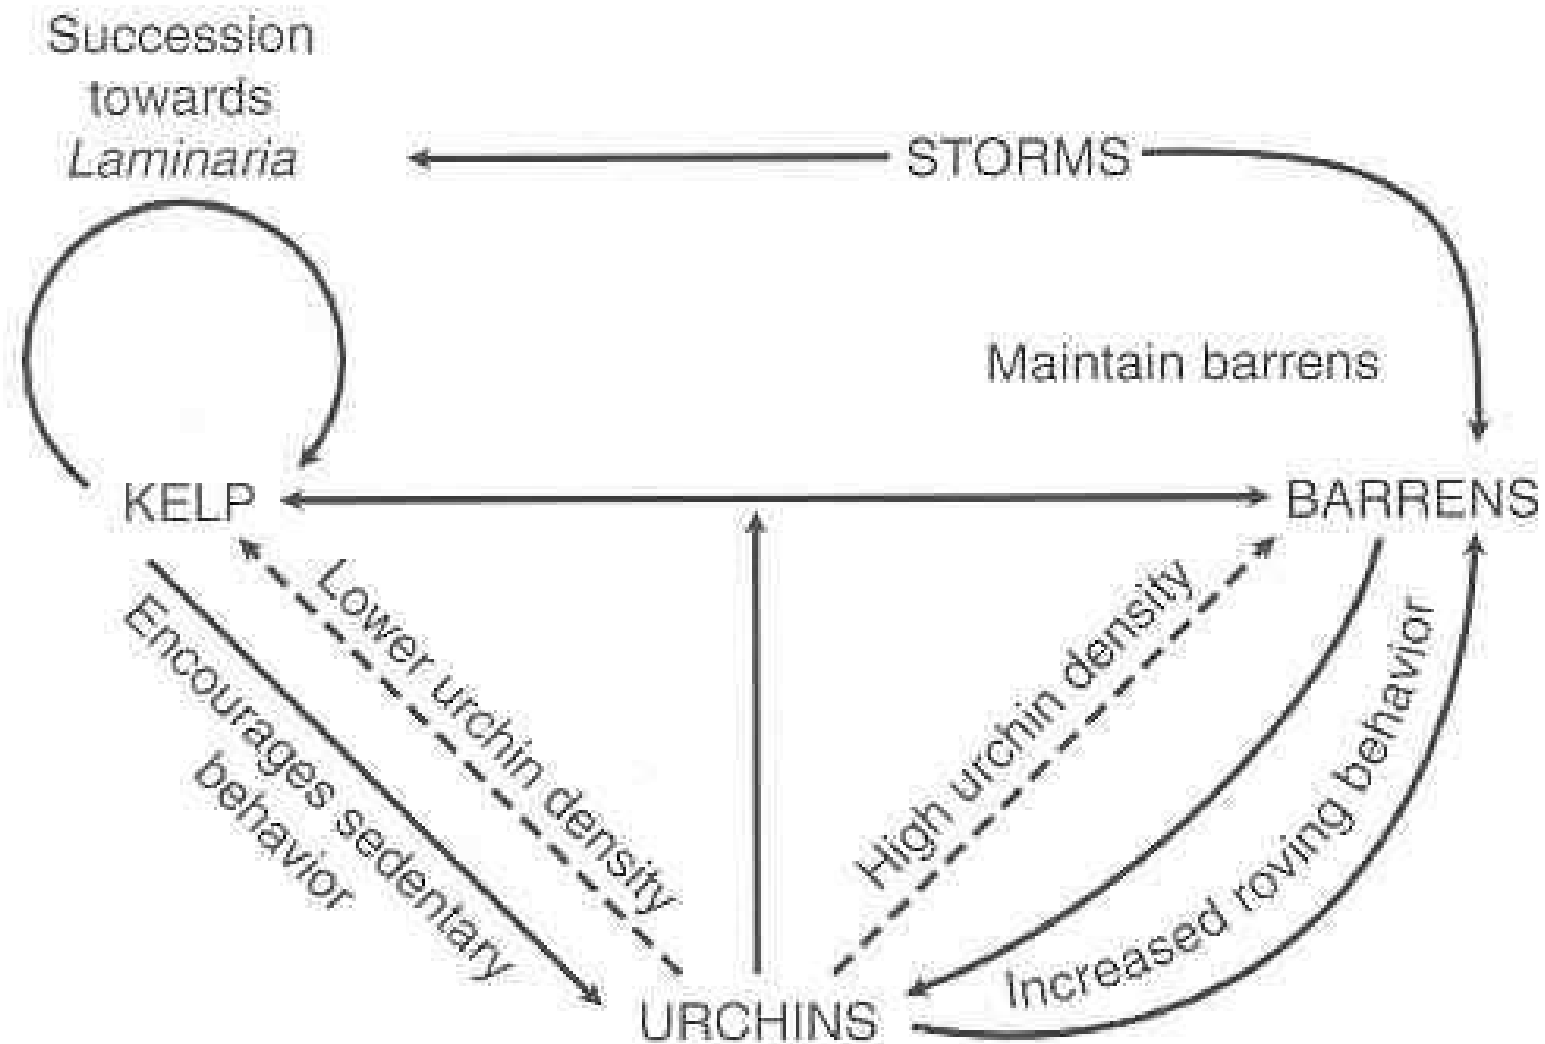 Succession
towards
Laminaria
STORMS
Maintain barrens
KELP
BARRENS
Lower urchin density
Encourages sedentary
behavior
High urchin density
Increased roving behavior
URCHINS